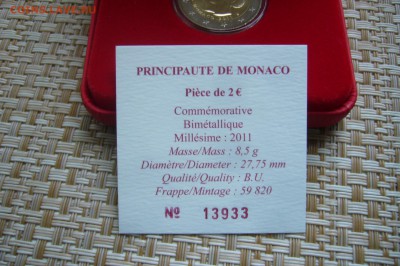 PRINCIPAUTE DE MONACO
Pièce de 2 €
Commémorative
Bimétallique
Millésime : 2011
Masse/Mass : 8,5 g
Diamètre/Diameter : 27,75 mm
Qualité/Quality : B.U.
Frappe/Mintage : 59 820
Nº 13933